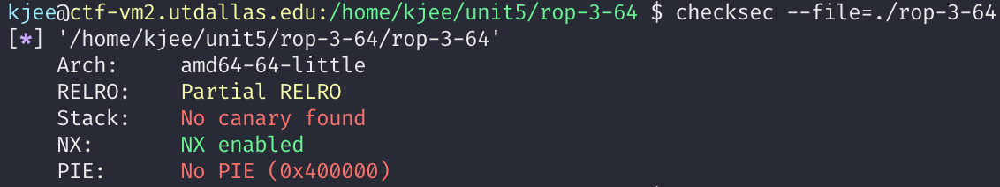 kjee@ctf-vm2.utdallas.edu:/home/kjee/unit5/rop-3-64 $ checksec --file=./rop-3-64
[*] '/home/kjee/unit5/rop-3-64/rop-3-64'
    Arch:     amd64-64-little
    RELRO:    Partial RELRO
    Stack:    No canary found
    NX:       NX enabled
    PIE:      No PIE (0x400000)